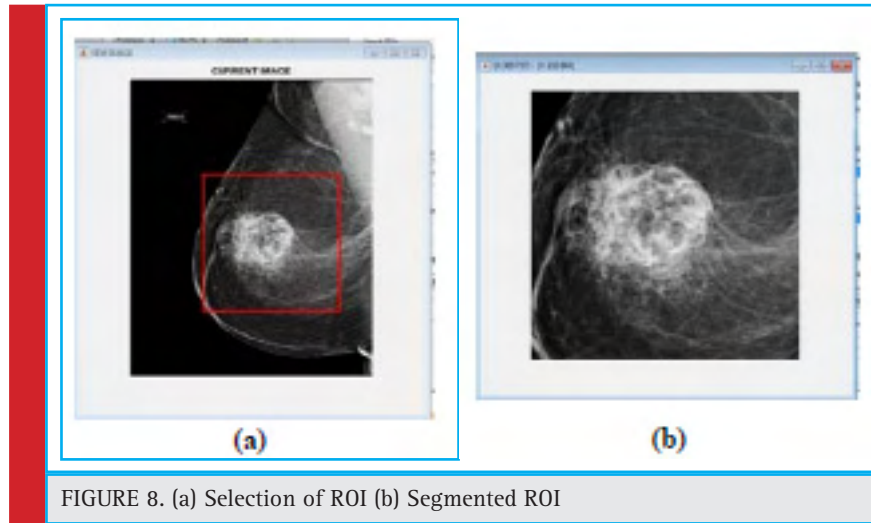 CURRENT IMAGE
(a)
(b)
FIGURE 8. (a) Selection of ROI (b) Segmented ROI